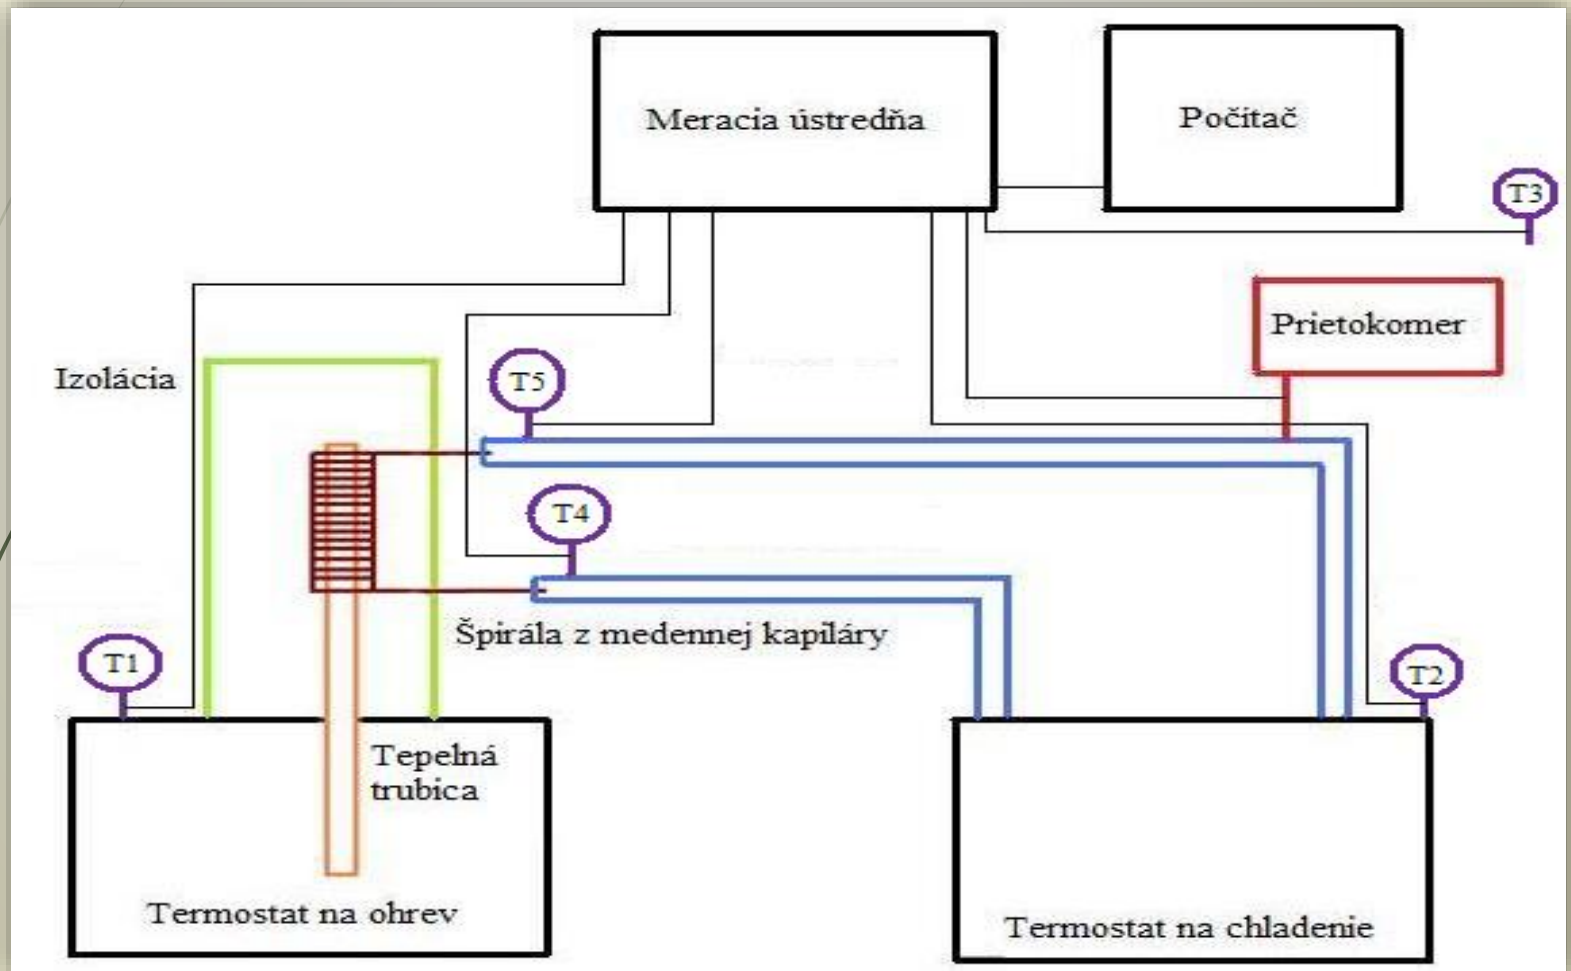 Meracia ústredňa
Počítač
T3
Prietokomer
Izolácia
T5
T4
Špirála z medennej kapiláry
T1
T2
Tepelná
trubica
Termostat na ohrev
Termostat na chladenie